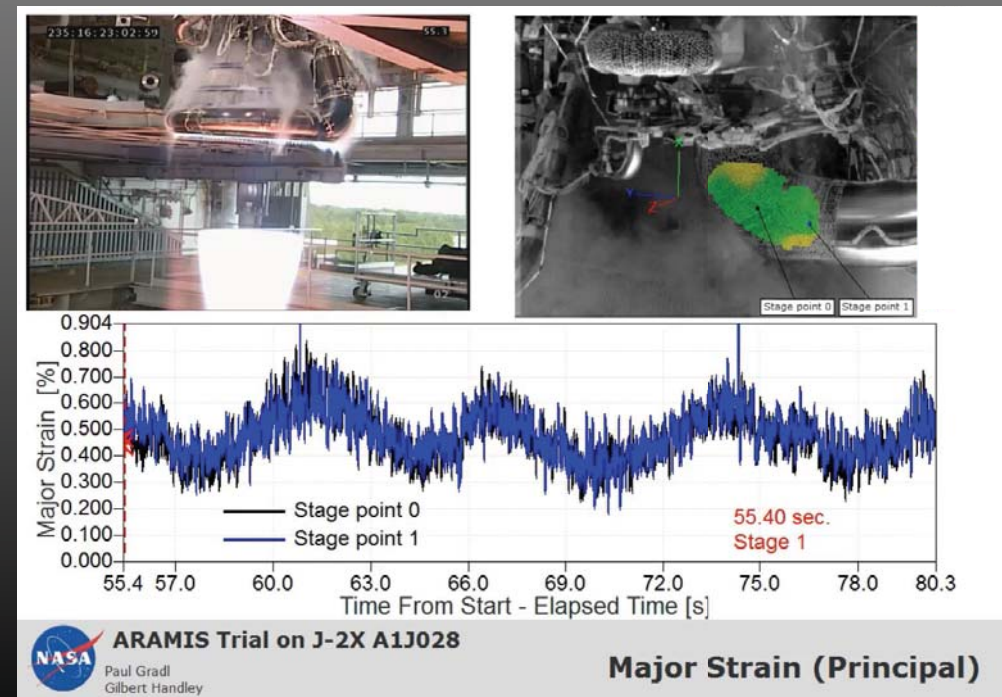 235:16:23:02:59
55.3
02
X
Y
Z
Stage point 0
Stage point 1
0.904
0.800
0.700
0.600
0.500
0.400
0.300
0.200
0.100
0.000
Major Strain [%]
Stage point 0
Stage point 1
55.40 sec.
Stage 1
55.4 57.0 60.0 63.0 66.0 69.0 72.0 75.0 78.0 80.3
Time From Start - Elapsed Time [s]
NASA
ARAMIS Trial on J-2X A1J028
Paul Gradl
Gilbert Handley
Major Strain (Principal)